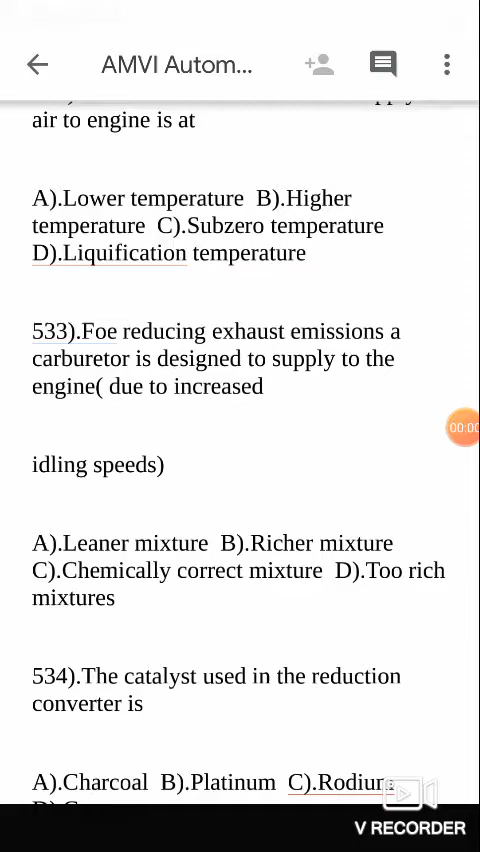 AMVI Autom...
air to engine is at
A).Lower temperature B).Higher
temperature C).Subzero temperature
D).Liquification temperature
533).Foe reducing exhaust emissions a
carburetor is designed to supply to the
engine( due to increased
idling speeds)
00:00
A).Leaner mixture B).Richer mixture
C).Chemically correct mixture D).Too rich
mixtures
534).The catalyst used in the reduction
converter is
A).Charcoal B).Platinum C).Rodium
V RECORDER